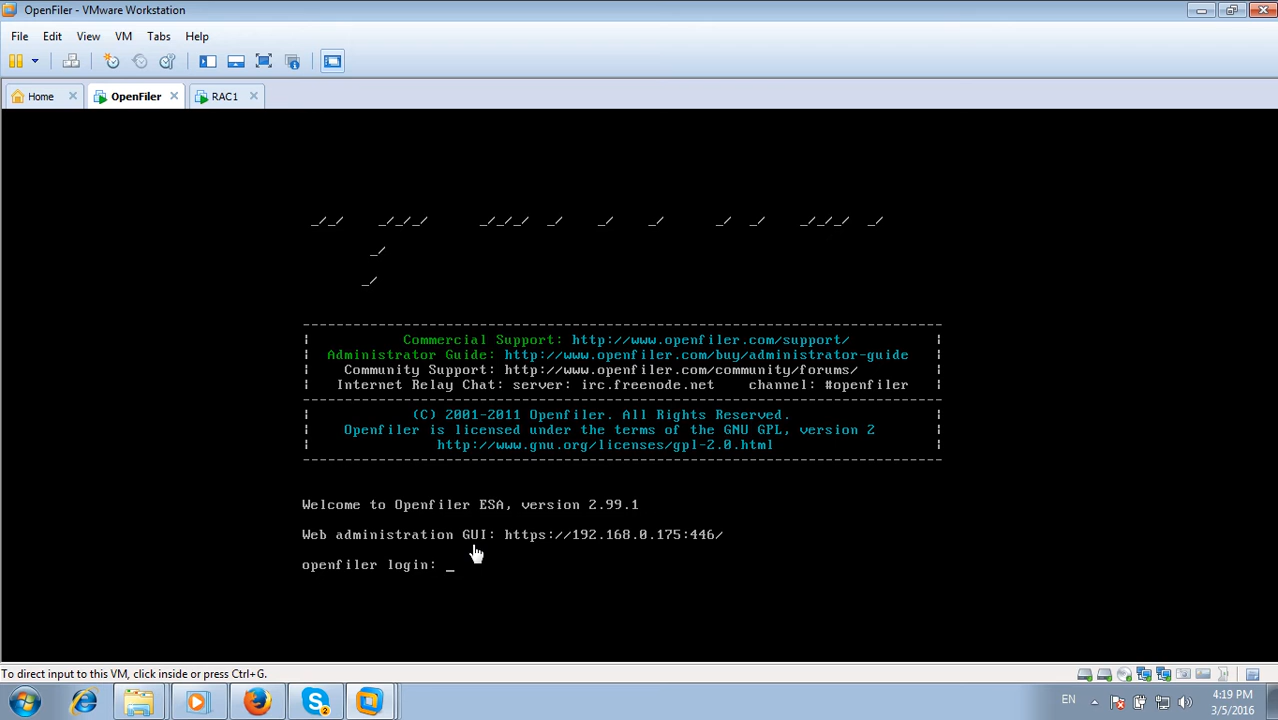 OpenFiler - VMware Workstation
File Edit View VM Tabs Help
Home OpenFiler RAC1
_/_/ _/_/_/ _/_/_/ _/ _/ _/ _/ _/ _/_/_/ _/
_/
_/
-----------------------------------------------------------------------------
| Commercial Support: http://www.openfiler.com/support/ |
| Administrator Guide: http://www.openfiler.com/buy/administrator-guide |
| Community Support: http://www.openfiler.com/community/forums/ |
| Internet Relay Chat: server: irc.freenode.net channel: #openfiler |
-----------------------------------------------------------------------------
| (C) 2001-2011 Openfiler. All Rights Reserved. |
| Openfiler is licensed under the terms of the GNU GPL, version 2 |
| http://www.gnu.org/licenses/gpl-2.0.html |
-----------------------------------------------------------------------------
Welcome to Openfiler ESA, version 2.99.1
Web administration GUI: https://192.168.0.175:446/
openfiler login: _
To direct input to this VM, click inside or press Ctrl+G.
2
EN
4:19 PM
3/5/2016